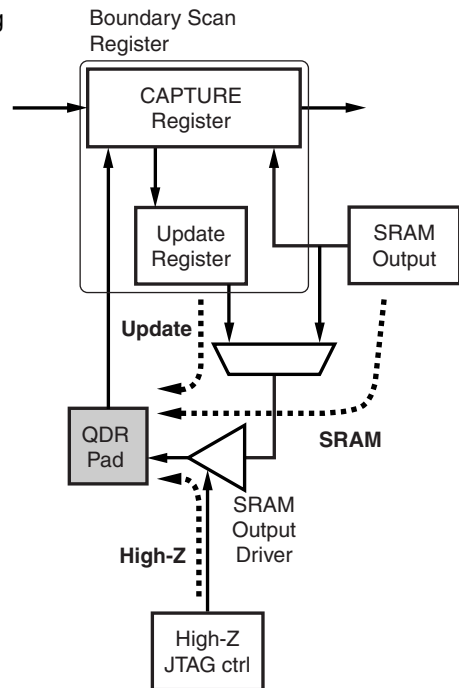 g
Boundary Scan
Register
CAPTURE
Register
Update
Register
SRAM
Output
Update
SRAM
QDR
Pad
SRAM
Output
Driver
High-Z
High-Z
JTAG ctrl